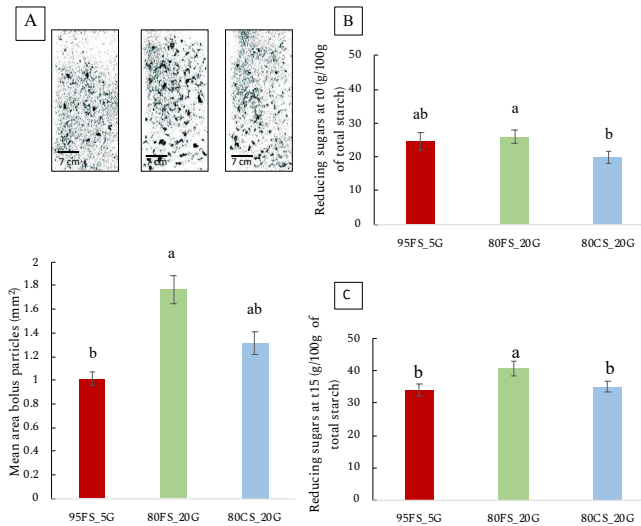 A
7 cm
7 cm
7 cm
Mean area bolus particles (mm²)
2
1.8
1.6
1.4
1.2
1
0.8
0.6
0.4
0.2
0
b
a
ab
95FS_5G
80FS_20G
80CS_20G
B
Reducing sugars at t0 (g/100g
of total starch)
60
50
40
30
20
10
0
ab
a
b
95FS_5G
80FS_20G
80CS_20G
C
Reducing sugars at t15 (g/100g of
total starch)
50
40
30
20
10
0
b
a
b
95FS_5G
80FS_20G
80CS_20G